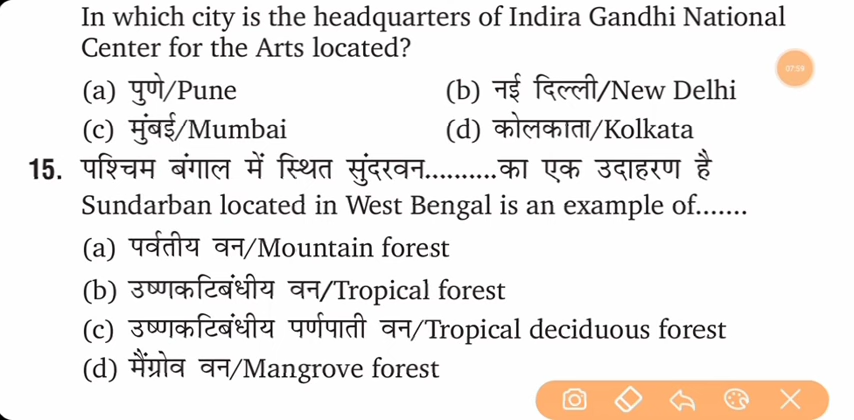 In which city is the headquarters of Indira Gandhi National
Center for the Arts located?
07:59
(a) पुणे/Pune (b) नई दिल्ली/New Delhi
(c) मुंबई/Mumbai (d) कोलकाता/Kolkata
15. पश्चिम बंगाल में स्थित सुंदरवन..........का एक उदाहरण है
Sundarban located in West Bengal is an example of.......
(a) पर्वतीय वन/Mountain forest
(b) उष्णकटिबंधीय वन/Tropical forest
(c) उष्णकटिबंधीय पर्णपाती वन/Tropical deciduous forest
(d) मैंग्रोव वन/Mangrove forest